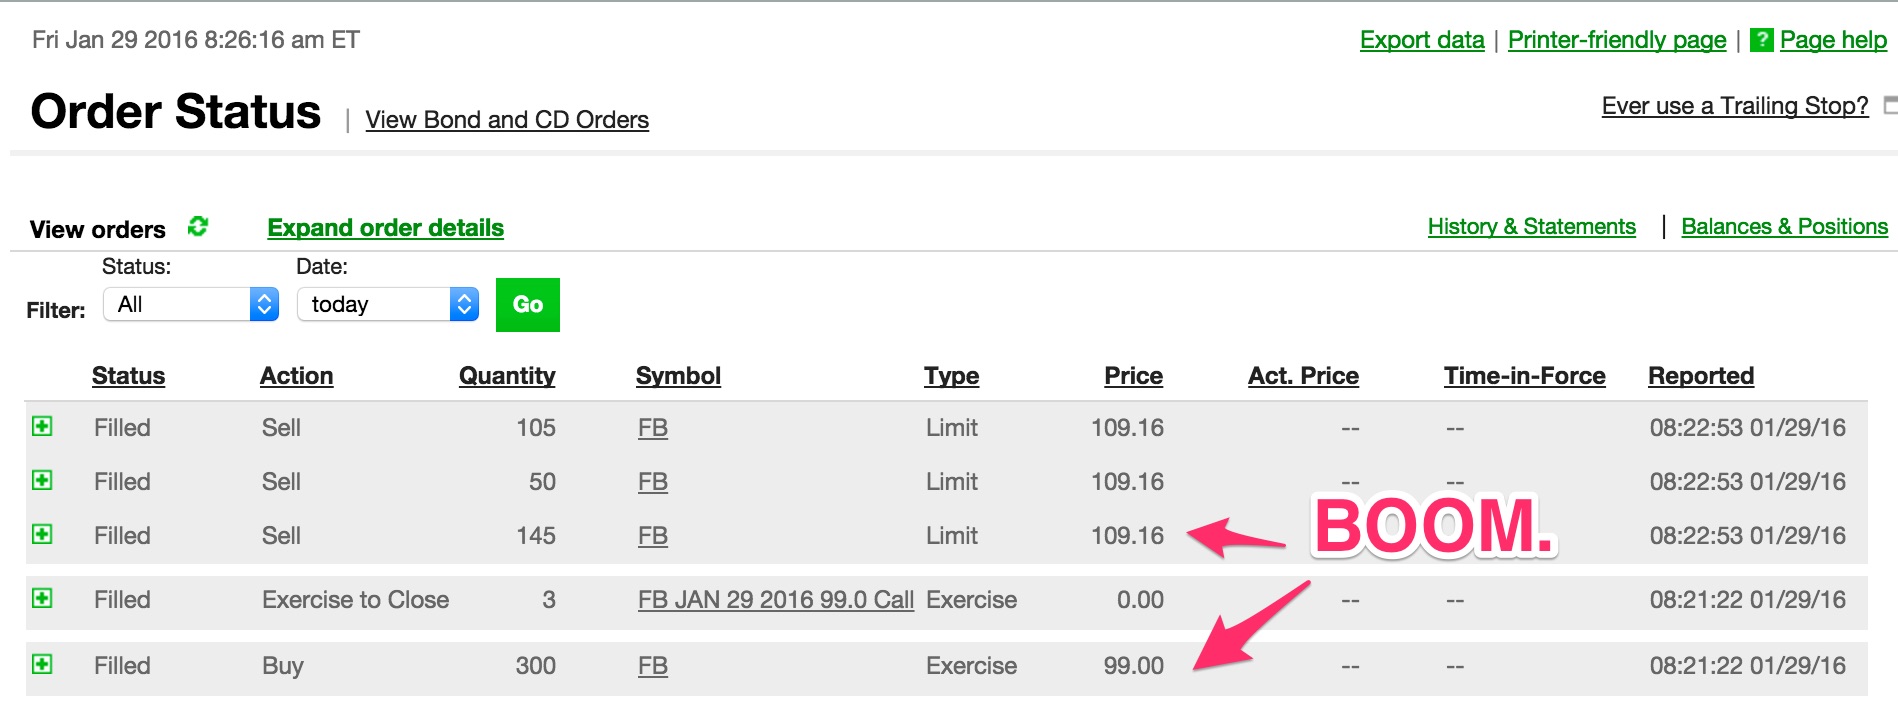 Fri Jan 29 2016 8:26:16 am ET Export data | Printer-friendly page | ? Page help
Order Status | View Bond and CD Orders Ever use a Trailing Stop?
View orders Expand order details History & Statements | Balances & Positions
Status: Date:
Filter: All today Go
Status Action Quantity Symbol Type Price Act. Price Time-in-Force Reported
Filled Sell 105 FB Limit 109.16 -- -- 08:22:53 01/29/16
Filled Sell 50 FB Limit 109.16 -- -- 08:22:53 01/29/16
Filled Sell 145 FB Limit 109.16 BOOM. 08:22:53 01/29/16
Filled Exercise to Close 3 FB JAN 29 2016 99.0 Call Exercise 0.00 -- -- 08:21:22 01/29/16
Filled Buy 300 FB Exercise 99.00 -- -- 08:21:22 01/29/16